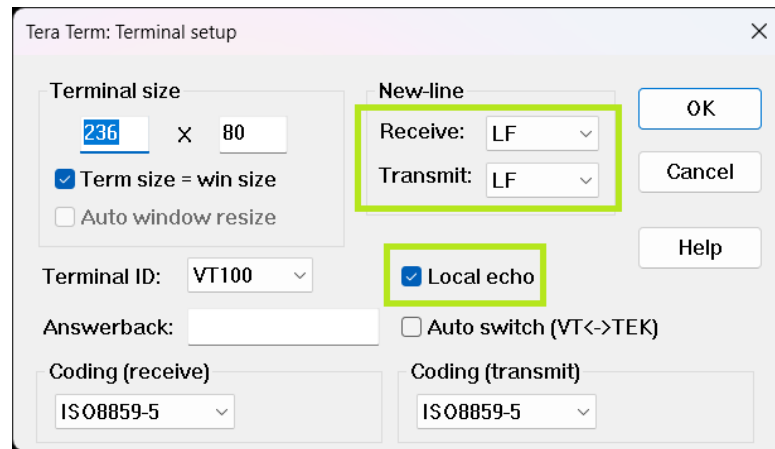 Tera Term: Terminal setup
Terminal size
236 X 80
Term size = win size
Auto window resize
New-line
Receive: LF
Transmit: LF
OK
Cancel
Help
Terminal ID: VT100
Local echo
Answerback:
Auto switch (VT<->TEK)
Coding (receive)
ISO8859-5
Coding (transmit)
ISO8859-5